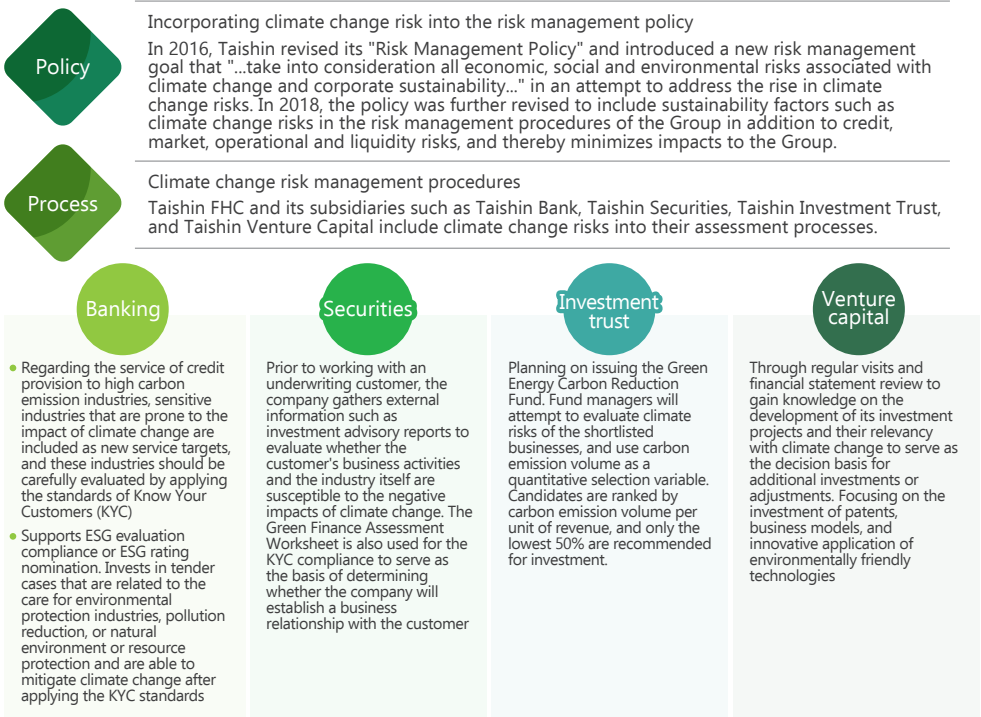 Policy
Incorporating climate change risk into the risk management policy
In 2016, Taishin revised its "Risk Management Policy" and introduced a new risk management
goal that "...take into consideration all economic, social and environmental risks associated with
climate change and corporate sustainability..." in an attempt to address the rise in climate
change risks. In 2018, the policy was further revised to include sustainability factors such as
climate change risks in the risk management procedures of the Group in addition to credit,
market, operational and liquidity risks, and thereby minimizes impacts to the Group.
Process
Climate change risk management procedures
Taishin FHC and its subsidiaries such as Taishin Bank, Taishin Securities, Taishin Investment Trust,
and Taishin Venture Capital include climate change risks into their assessment processes.
Banking
• Regarding the service of credit
provision to high carbon
emission industries, sensitive
industries that are prone to the
impact of climate change are
included as new service targets,
and these industries should be
carefully evaluated by applying
the standards of Know Your
Customers (KYC)
• Supports ESG evaluation
compliance or ESG rating
nomination. Invests in tender
cases that are related to the
care for environmental
protection industries, pollution
reduction, or natural
environment or resource
protection and are able to
mitigate climate change after
applying the KYC standards
Securities
Prior to working with an
underwriting customer, the
company gathers external
information such as
investment advisory reports to
evaluate whether the
customer's business activities
and the industry itself are
susceptible to the negative
impacts of climate change. The
Green Finance Assessment
Worksheet is also used for the
KYC compliance to serve as
the basis of determining
whether the company will
establish a business
relationship with the customer
Investment
trust
Planning on issuing the Green
Energy Carbon Reduction
Fund. Fund managers will
attempt to evaluate climate
risks of the shortlisted
businesses, and use carbon
emission volume as a
quantitative selection variable.
Candidates are ranked by
carbon emission volume per
unit of revenue, and only the
lowest 50% are recommended
for investment.
Venture
capital
Through regular visits and
financial statement review to
gain knowledge on the
development of its investment
projects and their relevancy
with climate change to serve as
the decision basis for
additional investments or
adjustments. Focusing on the
investment of patents,
business models, and
innovative application of
environmentally friendly
technologies